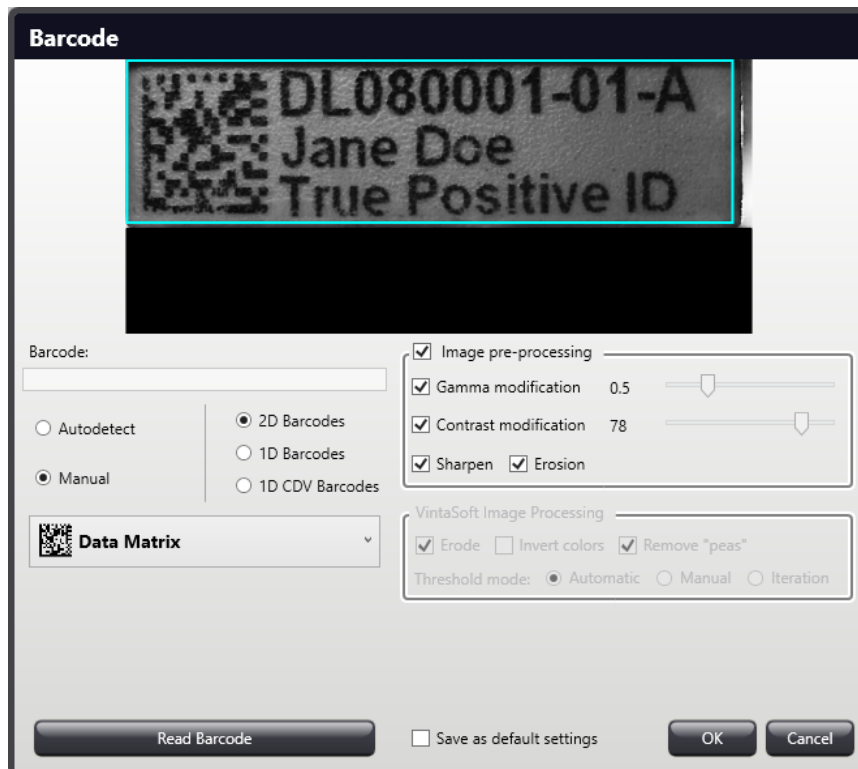 Barcode
DL080001-01-A
Jane Doe
True Positive ID
Barcode:
Image pre-processing
Gamma modification 0.5
Contrast modification 78
Sharpen Erosion
Autodetect
Manual
2D Barcodes
1D Barcodes
1D CDV Barcodes
Data Matrix
VintaSoft Image Processing
Erode Invert colors Remove "peas"
Threshold mode: Automatic Manual Iteration
Read Barcode
Save as default settings
OK
Cancel